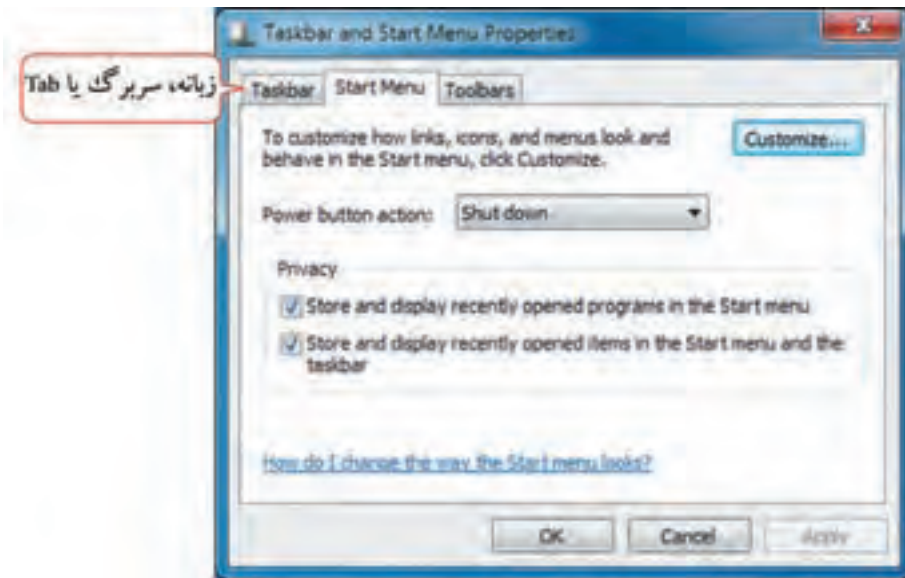 Taskbar and Start Menu Properties
زبانه، سربرگ یا Tab
Taskbar Start Menu Toolbars
To customize how links, icons, and menus look and
behave in the Start menu, click Customize.
Customize...
Power button action: Shut down
Privacy
Store and display recently opened programs in the Start menu
Store and display recently opened items in the Start menu and the
taskbar
How do I change the way the Start menu looks?
OK Cancel Apply